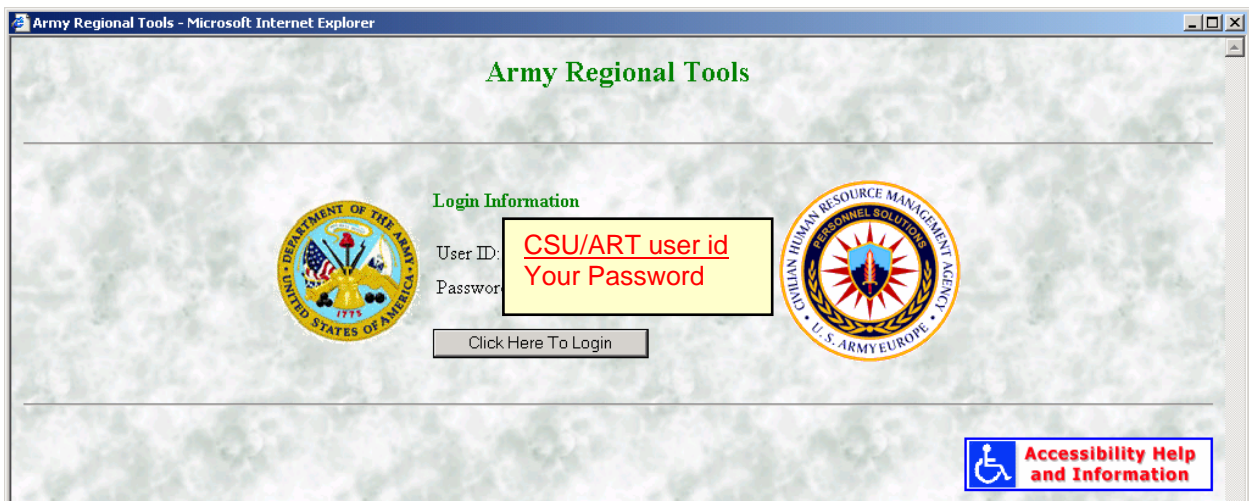 Army Regional Tools - Microsoft Internet Explorer
Army Regional Tools
Login Information
User ID:
CSU/ART user id
Password
Your Password
Click Here To Login
DEPARTMENT OF THE ARMY
UNITED STATES OF AMERICA
1775
CIVILIAN HUMAN RESOURCE MANAGEMENT AGENCY
PERSONNEL SOLUTIONS
U.S. ARMY EUROPE
Accessibility Help
and Information